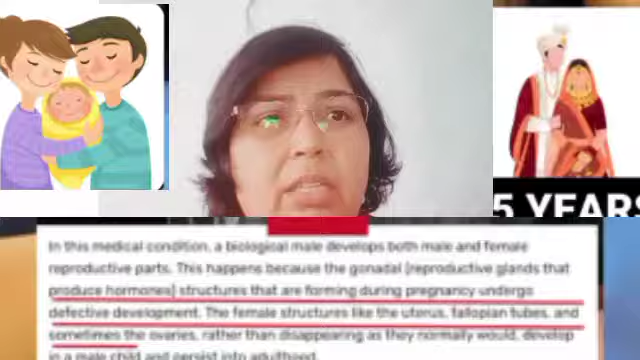 5 YEARS
In this medical condition, a biological male develops both male and female
reproductive parts. This happens because the gonadal [reproductive glands that
produce hormones] structures that are forming during pregnancy undergo
defective development. The female structures like the uterus, fallopian tubes, and
sometimes the ovaries, rather than disappearing as they normally would, develop
in a male child and persist into adulthood.